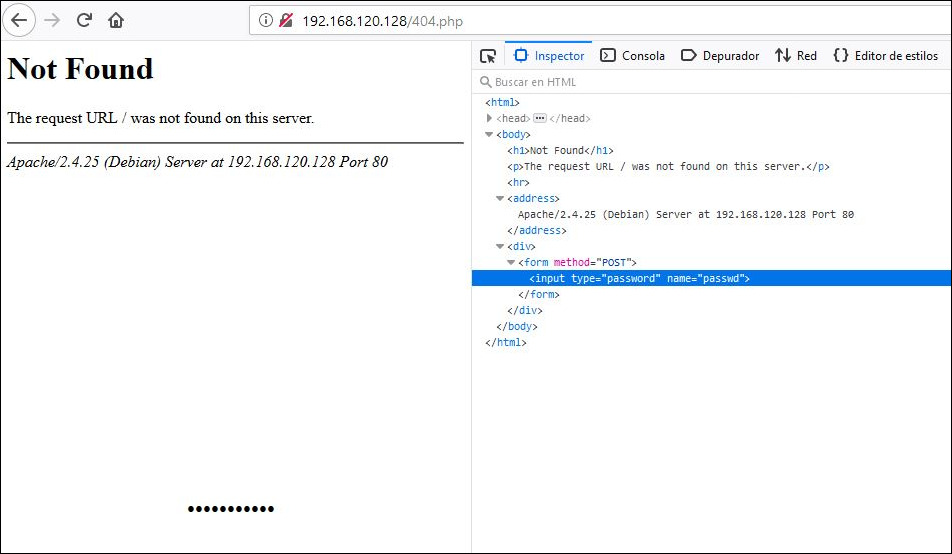 192.168.120.128/404.php
Not Found
The request URL / was not found on this server.
Apache/2.4.25 (Debian) Server at 192.168.120.128 Port 80
•••••••••••
Inspector Consola Depurador Red {} Editor de estilos
Buscar en HTML
<html>
<head>···</head>
<body>
<h1>Not Found</h1>
<p>The request URL / was not found on this server.</p>
<hr>
<address>
Apache/2.4.25 (Debian) Server at 192.168.120.128 Port 80
</address>
<div>
<form method="POST">
<input type="password" name="passwd">
</form>
</div>
</body>
</html>